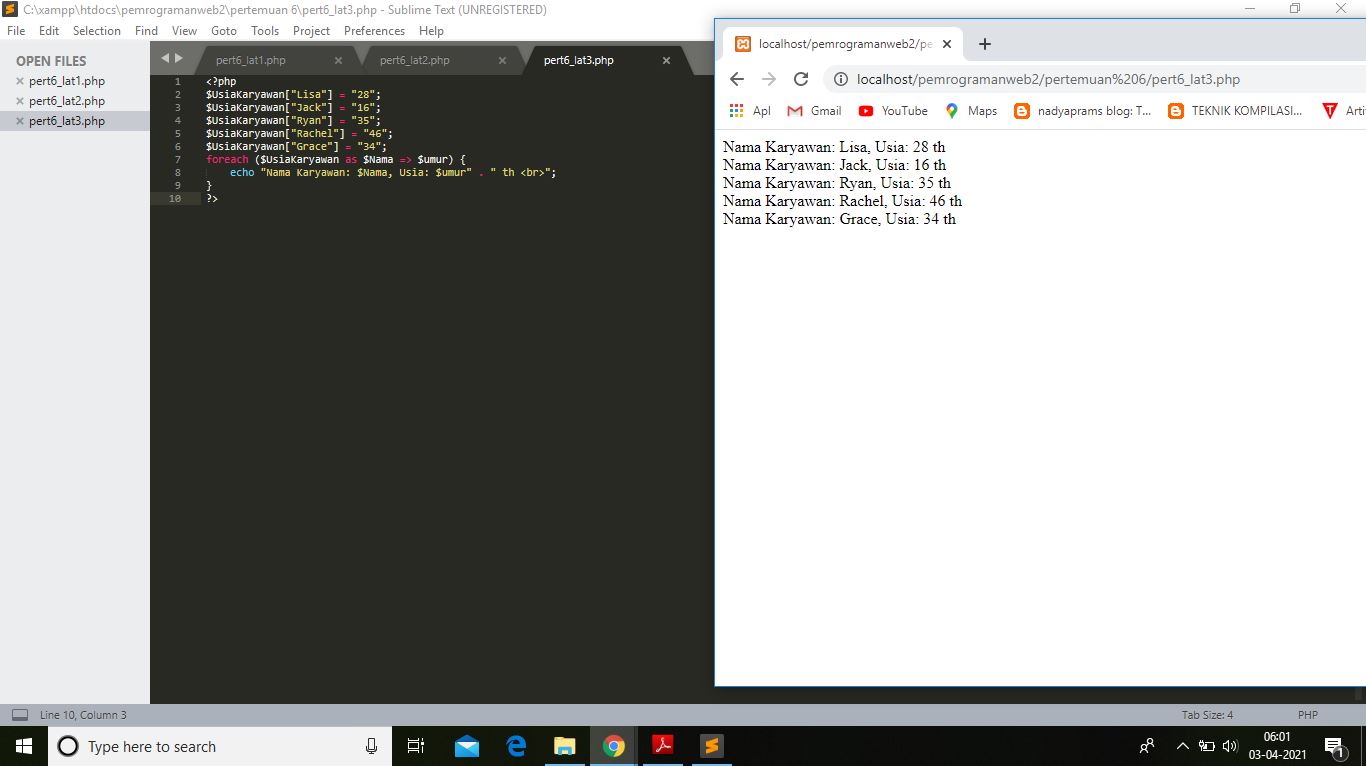 C:\xampp\htdocs\pemrogramanweb2\pertemuan 6\pert6_lat3.php - Sublime Text (UNREGISTERED)
File Edit Selection Find View Goto Tools Project Preferences Help
OPEN FILES
pert6_lat1.php
pert6_lat2.php
pert6_lat3.php
pert6_lat1.php pert6_lat2.php pert6_lat3.php
1 <?php
2 $UsiaKaryawan["Lisa"] = "28";
3 $UsiaKaryawan["Jack"] = "16";
4 $UsiaKaryawan["Ryan"] = "35";
5 $UsiaKaryawan["Rachel"] = "46";
6 $UsiaKaryawan["Grace"] = "34";
7 foreach ($UsiaKaryawan as $Nama => $umur) {
8 echo "Nama Karyawan: $Nama, Usia: $umur" . " th <br>";
9 }
10 ?>
localhost/pemrogramanweb2/pe
localhost/pemrogramanweb2/pertemuan%206/pert6_lat3.php
Apl Gmail YouTube Maps nadyaprams blog: T... TEKNIK KOMPILASI... Arti
Nama Karyawan: Lisa, Usia: 28 th
Nama Karyawan: Jack, Usia: 16 th
Nama Karyawan: Ryan, Usia: 35 th
Nama Karyawan: Rachel, Usia: 46 th
Nama Karyawan: Grace, Usia: 34 th
Line 10, Column 3
Tab Size: 4 PHP
Type here to search
06:01
03-04-2021
1